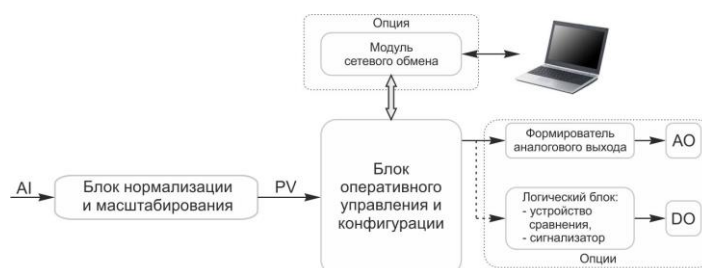 Опция
Модуль
сетевого обмена
AI
Блок нормализации
и масштабирования
PV
Блок
оперативного
управления и
конфигурации
Формирователь
аналогового выхода
AO
Логический блок:
- устройство
сравнения,
- сигнализатор
DO
Опции